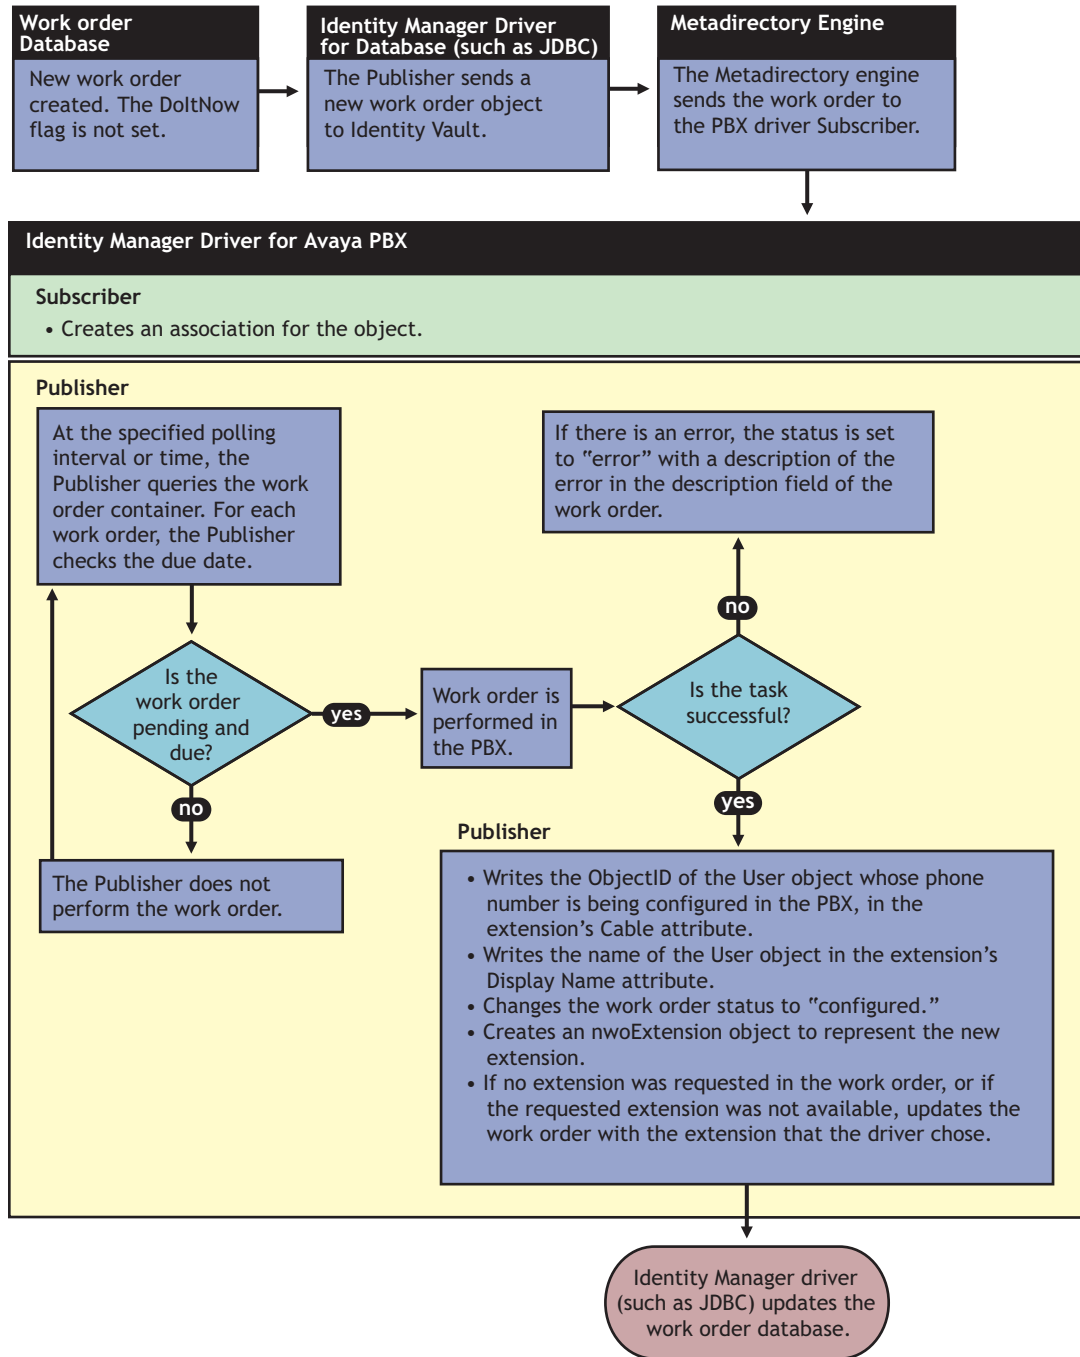 Work order
Database
New work order
created. The DoItNow
flag is not set.
Identity Manager Driver
for Database (such as JDBC)
The Publisher sends a
new work order object
to Identity Vault.
Metadirectory Engine
The Metadirectory engine
sends the work order to
the PBX driver Subscriber.
Identity Manager Driver for Avaya PBX
Subscriber
• Creates an association for the object.
Publisher
At the specified polling
interval or time, the
Publisher queries the work
order container. For each
work order, the Publisher
checks the due date.
Is the
work order
pending and
due?
yes
no
The Publisher does not
perform the work order.
Work order is
performed in
the PBX.
Is the task
successful?
no
If there is an error, the status is set
to “error” with a description of the
error in the description field of the
work order.
yes
Publisher
• Writes the ObjectID of the User object whose phone
number is being configured in the PBX, in the
extension’s Cable attribute.
• Writes the name of the User object in the extension’s
Display Name attribute.
• Changes the work order status to “configured.”
• Creates an nwoExtension object to represent the new
extension.
• If no extension was requested in the work order, or if
the requested extension was not available, updates the
work order with the extension that the driver chose.
Identity Manager driver
(such as JDBC) updates the
work order database.